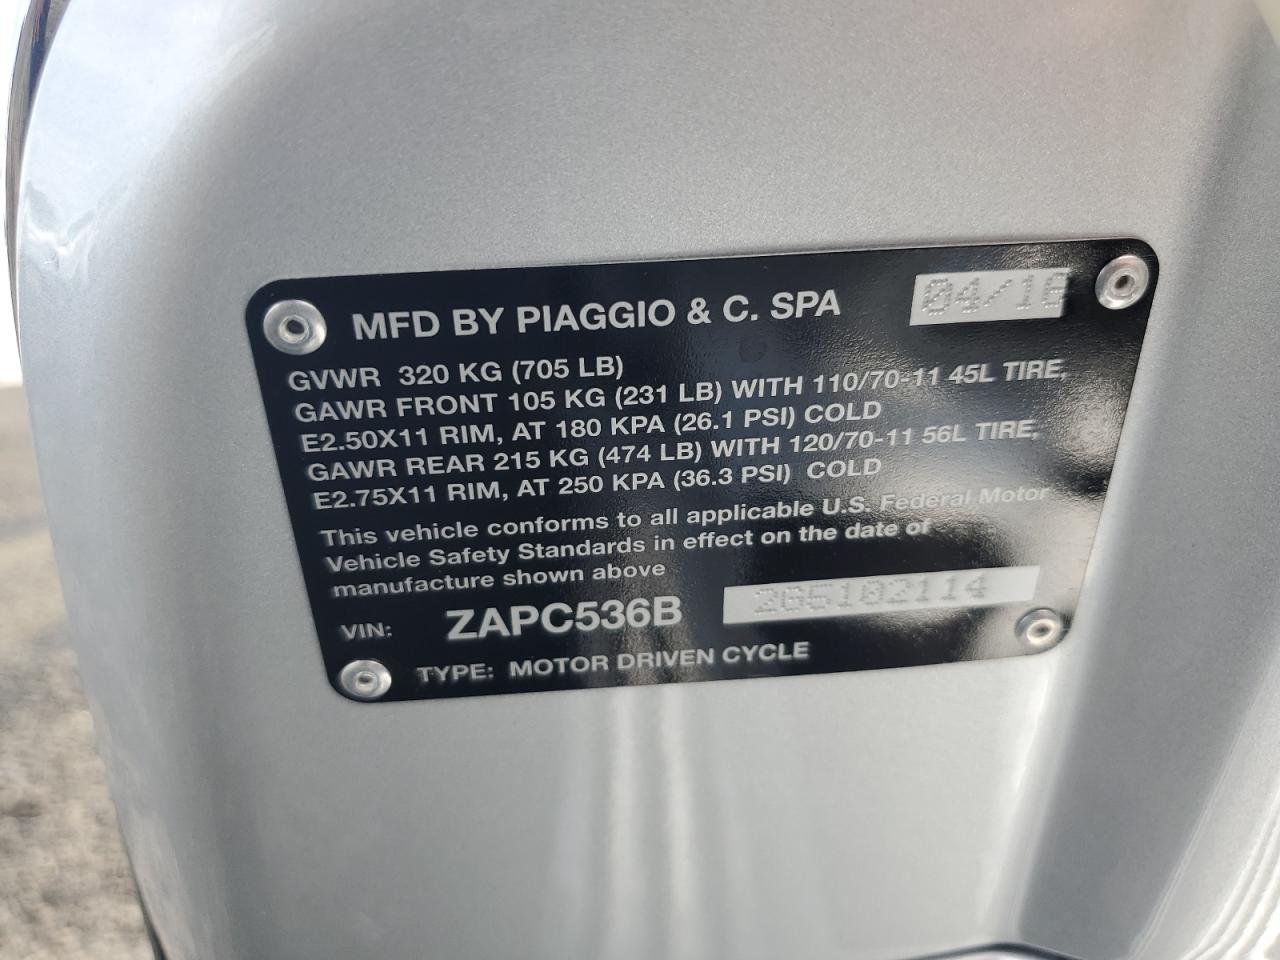 MFD BY PIAGGIO & C. SPA 04/16
GVWR 320 KG (705 LB)
GAWR FRONT 105 KG (231 LB) WITH 110/70-11 45L TIRE,
E2.50X11 RIM, AT 180 KPA (26.1 PSI) COLD
GAWR REAR 215 KG (474 LB) WITH 120/70-11 56L TIRE,
E2.75X11 RIM, AT 250 KPA (36.3 PSI) COLD
This vehicle conforms to all applicable U.S. Federal Motor
Vehicle Safety Standards in effect on the date of
manufacture shown above
VIN: ZAPC536B 2G5102114
TYPE: MOTOR DRIVEN CYCLE